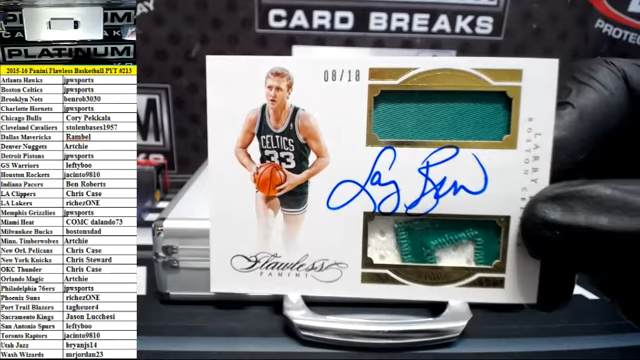 CARD BREAKS
PLATINUM
2015-16 Panini Flawless Basketball PYT #213
Atlanta Hawks jpwsports
Boston Celtics jpwsports
Brooklyn Nets benrob3030
Charlotte Hornets jpwsports
Chicago Bulls Cory Pekkala
Cleveland Cavaliers stolenbases1957
Dallas Mavericks Rambel
Denver Nuggets Artchie
Detroit Pistons jpwsports
GS Warriors leftyboo
Houston Rockets jacinto9810
Indiana Pacers Ben Roberts
LA Clippers Chris Case
LA Lakers richezONE
Memphis Grizzlies jpwsports
Miami Heat COMC dalando73
Milwaukee Bucks bostonsdad
Minn. Timberwolves Artchie
New Orl. Pelicans Chris Case
New York Knicks Chris Steward
OKC Thunder Chris Case
Orlando Magic Artchie
Philadelphia 76ers jpwsports
Phoenix Suns richezONE
Port Trail Blazers tagheuer4
Sacramento Kings Jason Lucchesi
San Antonio Spurs leftyboo
Toronto Raptors jacinto9810
Utah Jazz bryanjs14
Wash Wizards mrjordan23
08/10
CELTICS
33
LARRY
BOSTON CE
Flawless
PANINI